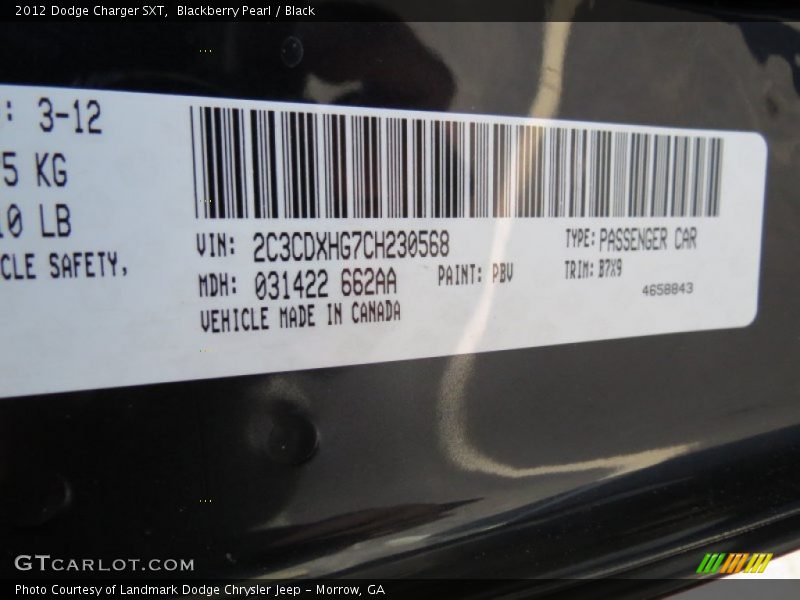 2012 Dodge Charger SXT, Blackberry Pearl / Black
: 3-12
5 KG
10 LB
CLE SAFETY,
VIN: 2C3CDXHG7CH230568
TYPE: PASSENGER CAR
MDH: 031422 662AA
PAINT: PBV
TRIM: B7X9
4658843
VEHICLE MADE IN CANADA
GTCARLOT.COM
Photo Courtesy of Landmark Dodge Chrysler Jeep – Morrow, GA